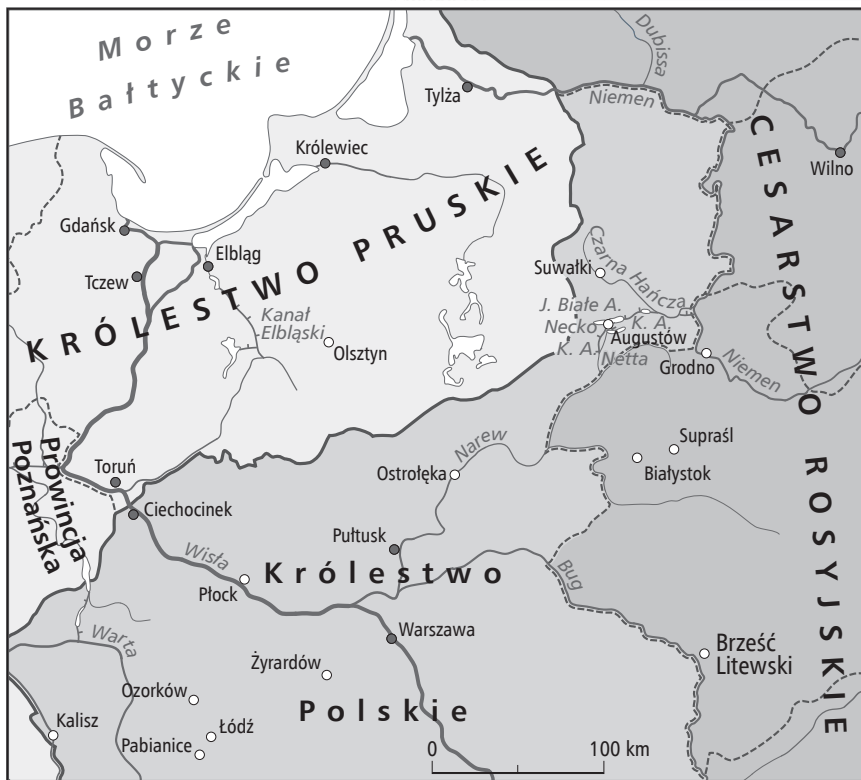 Morze
Bałtyckie
Dubissa
Tylża
Niemen
Królewiec
Wilno
Gdańsk
Elbląg
Tczew
KRÓLESTWO PRUSKIE
CESARSTWO ROSYJSKIE
Kanał
Elbląski
Olsztyn
Suwałki
Czarna Hańcza
J. Białe A.
Necko
K. A.
Augustów
K. A.
Netta
Grodno
Niemen
Prowincja
Poznańska
Toruń
Ciechocinek
Ostrołęka
Narew
Supraśl
Białystok
Pułtusk
Wisła
Płock
Królestwo
Bug
Warta
Warszawa
Brześć
Litewski
Żyrardów
Ozorków
Polskie
Kalisz
Łódź
Pabianice
0 100 km